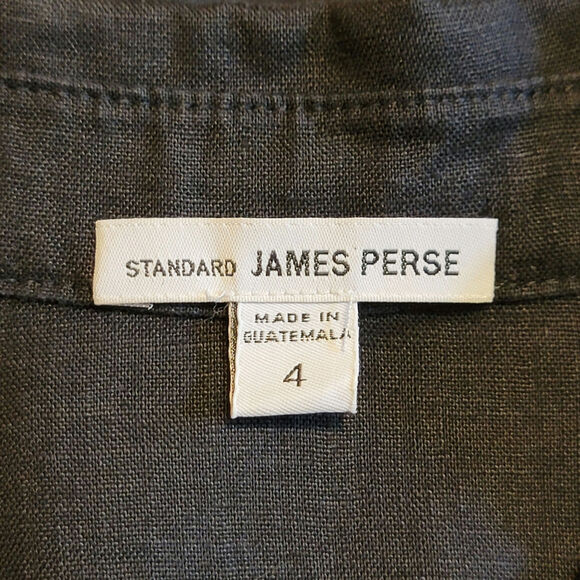 STANDARD JAMES PERSE
MADE IN
GUATEMALA
4